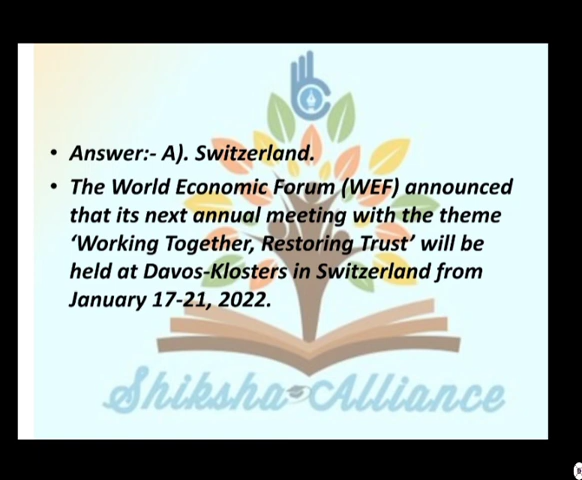 • Answer:- A). Switzerland.
• The World Economic Forum (WEF) announced
that its next annual meeting with the theme
‘Working Together, Restoring Trust’ will be
held at Davos-Klosters in Switzerland from
January 17-21, 2022.
Shiksha Alliance